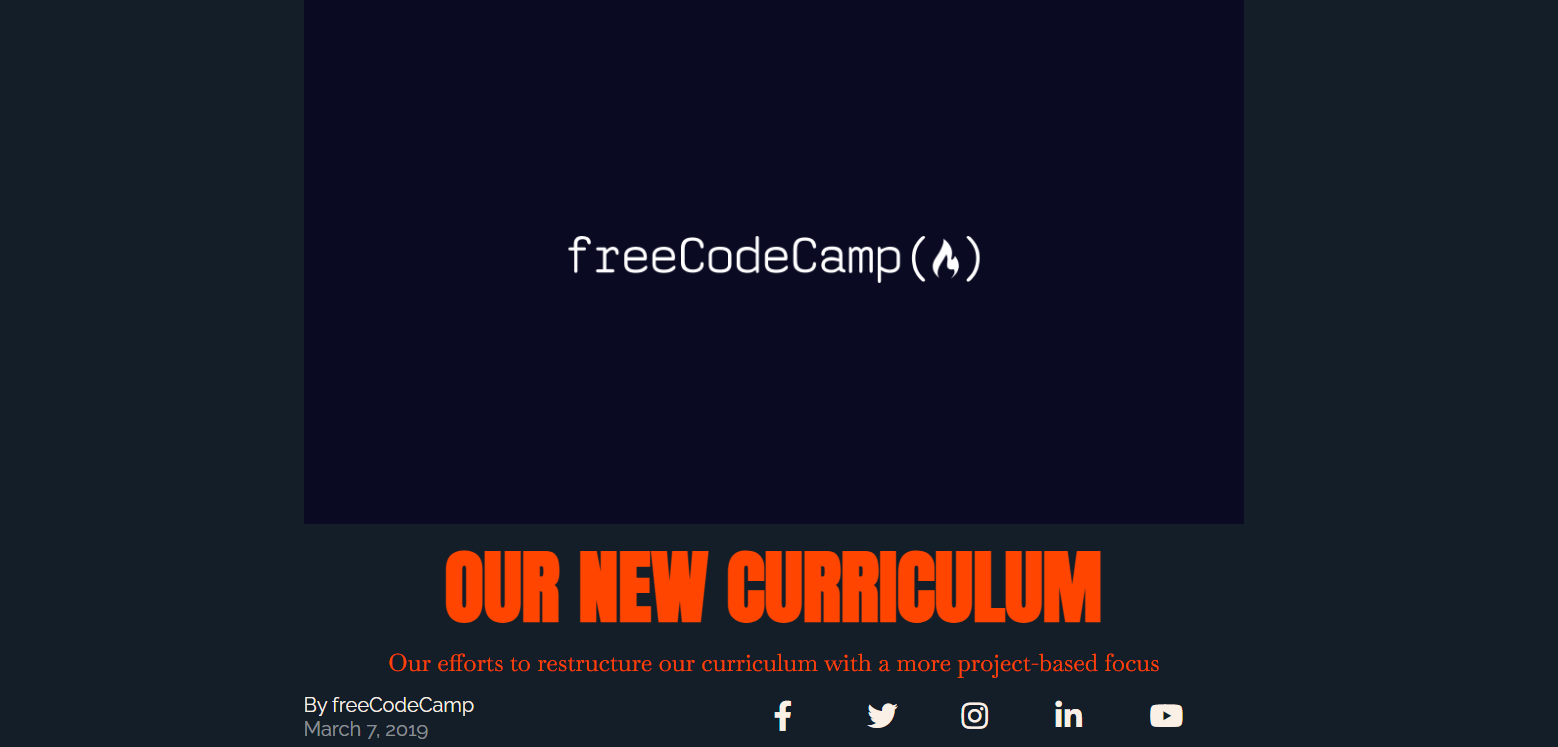 freeCodeCamp(🔥)
OUR NEW CURRICULUM
Our efforts to restructure our curriculum with a more project-based focus
By freeCodeCamp
March 7, 2019